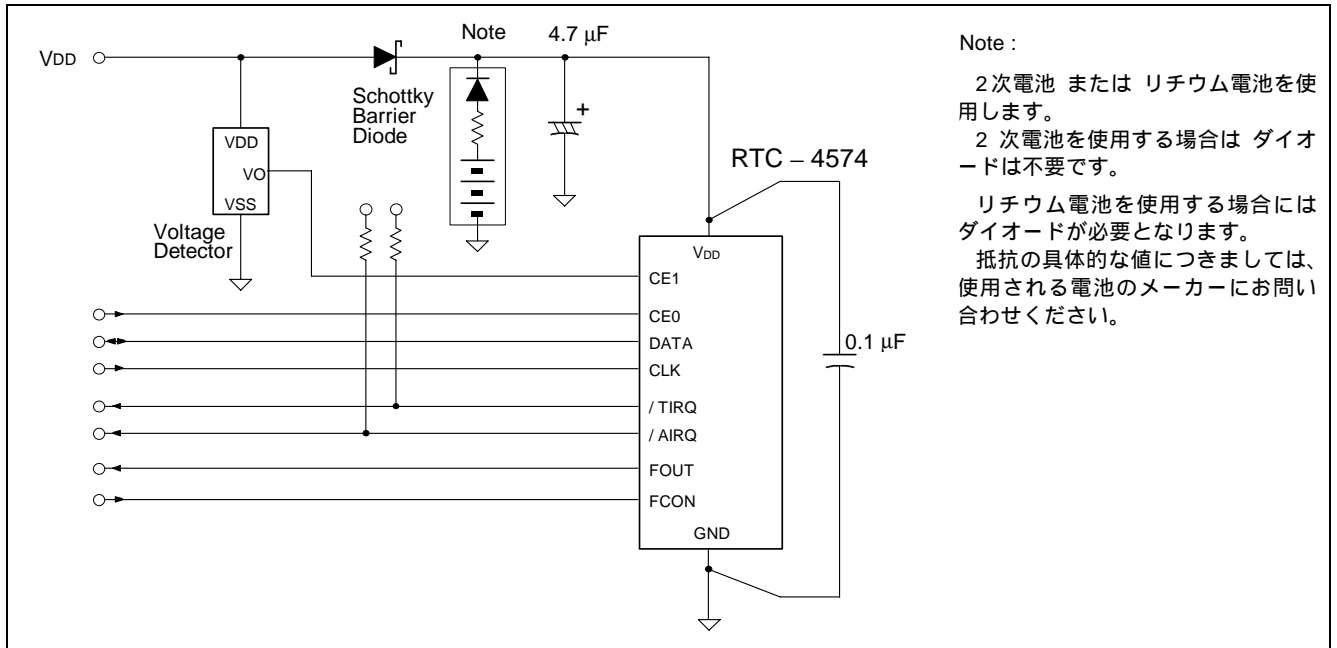 Note
4.7 µF
VDD
Schottky
Barrier
Diode
VDD
VO
VSS
Voltage
Detector
RTC – 4574
VDD
CE1
CE0
DATA
CLK
/ TIRQ
/ AIRQ
FOUT
FCON
GND
+
0.1 µF
Note :
2次電池 または リチウム電池を使
用します。
2 次電池を使用する場合は ダイオ
ードは不要です。
リチウム電池を使用する場合には
ダイオードが必要となります。
抵抗の具体的な値につきましては、
使用される電池のメーカーにお問い
合わせください。